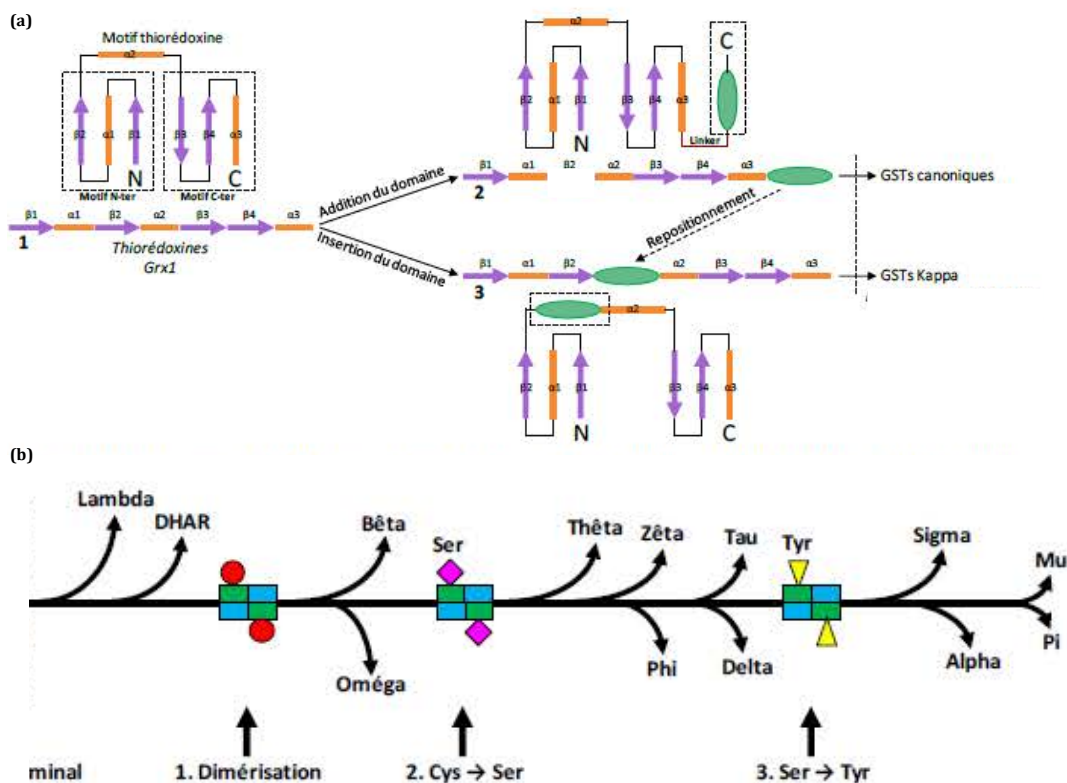 (a)
Motif thiorédoxine
α2
β2 α1 β1
β3 β4 α3
N C
Motif N-ter Motif C-ter
β1 α1 β2 α2 β3 β4 α3
1
Thiorédoxines
Grx1
Addition du domaine
Insertion du domaine
α2
C
β2 α1 β1 β3 β4 α3
N
Linker
β1 α1 β2 α2 β3 β4 α3
2
GSTs canoniques
Repositionnement
β1 α1 β2 α2 β3 β4 α3
3
GSTs Kappa
α2
β2 α1 β1 β3 β4 α3
N C
(b)
Lambda
DHAR
Bêta
Oméga
Ser
Thêta
Zêta
Phi
Tau
Delta
Tyr
Sigma
Alpha
Mu
Pi
minal
1. Dimérisation
2. Cys → Ser
3. Ser → Tyr